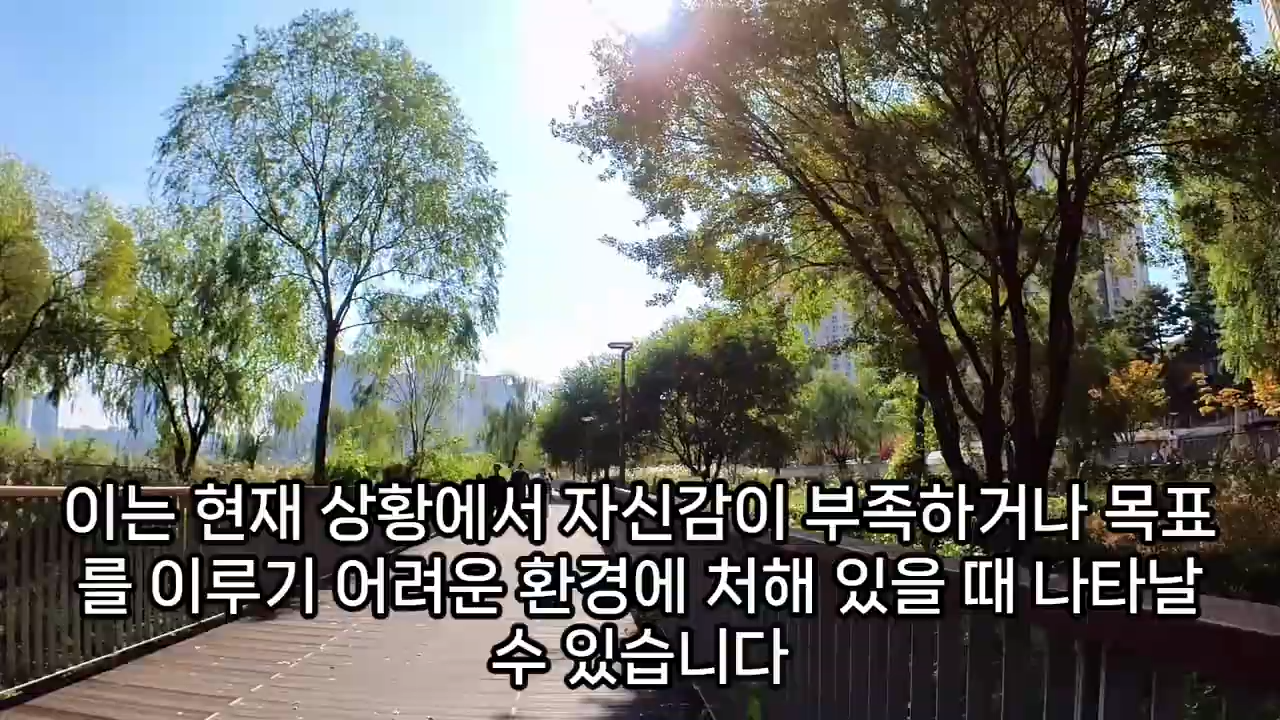 이는 현재 상황에서 자신감이 부족하거나 목표
를 이루기 어려운 환경에 처해 있을 때 나타날
수 있습니다